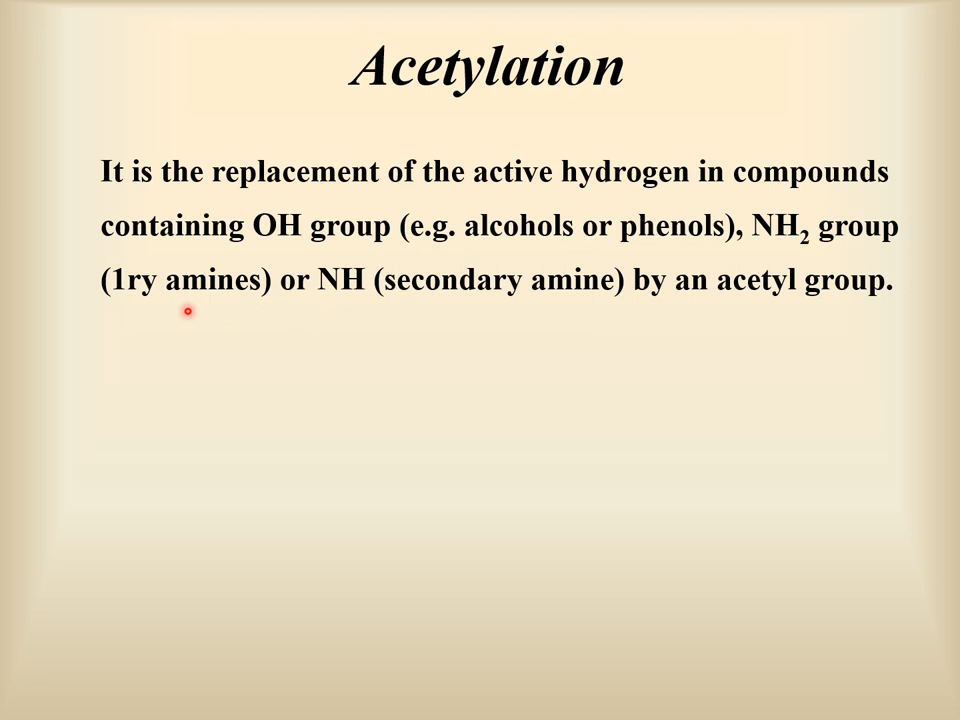 Acetylation
It is the replacement of the active hydrogen in compounds
containing OH group (e.g. alcohols or phenols), NH₂ group
(1ry amines) or NH (secondary amine) by an acetyl group.